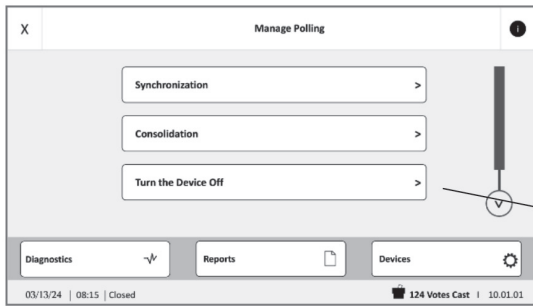 X Manage Polling i
Synchronization >
Consolidation >
Turn the Device Off >
Diagnostics Reports Devices
03/13/24 | 08:15 | Closed 124 Votes Cast | 10.01.01